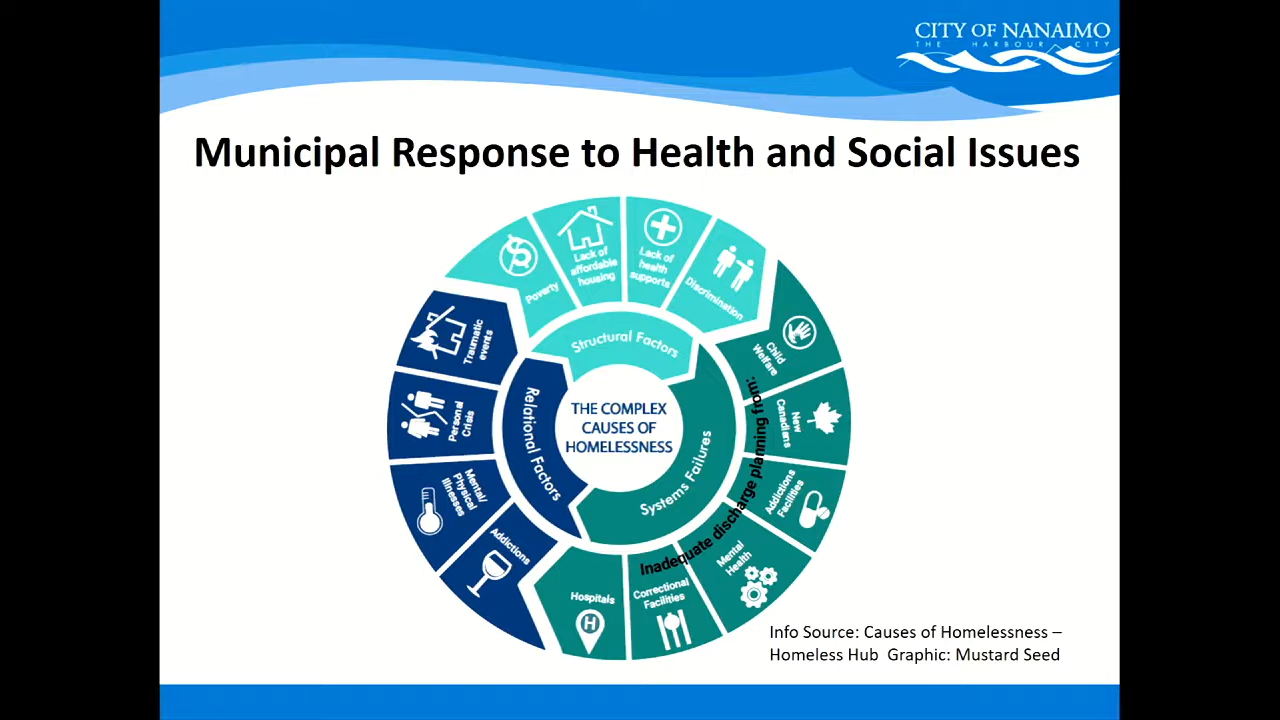 CITY OF NANAIMO
THE HARBOUR CITY
Municipal Response to Health and Social Issues
Poverty
Lack of
affordable
housing
Lack of
health
supports
Discrimination
Structural Factors
Child
Welfare
New
Canadians
Addictions
Facilities
Mental
Health
Correctional
Facilities
Hospitals
Inadequate discharge planning from:
Systems Failures
Addictions
Mental/
Physical
Illnesses
Personal
Crisis
Traumatic
events
Relational Factors
THE COMPLEX
CAUSES OF
HOMELESSNESS
H
Info Source: Causes of Homelessness –
Homeless Hub Graphic: Mustard Seed